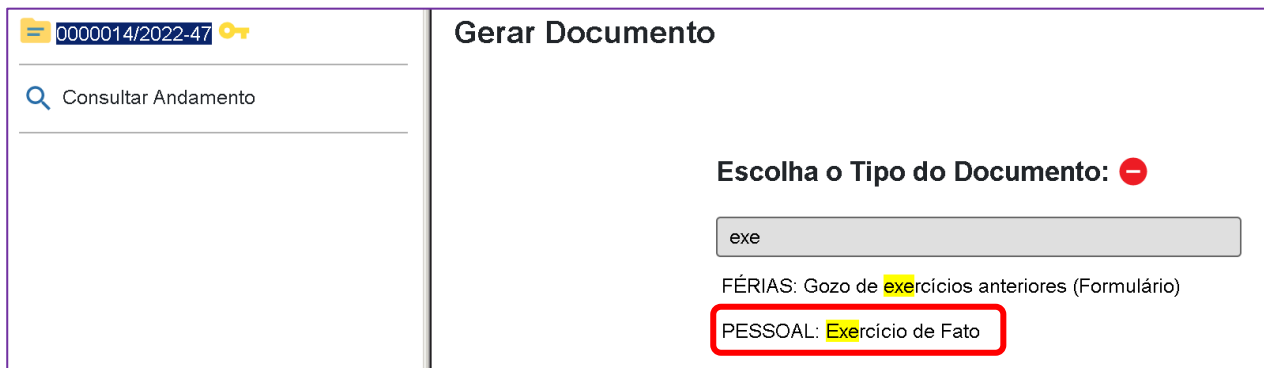 0000014/2022-47
Consultar Andamento
Gerar Documento
Escolha o Tipo do Documento:
exe
FÉRIAS: Gozo de exercícios anteriores (Formulário)
PESSOAL: Exercício de Fato